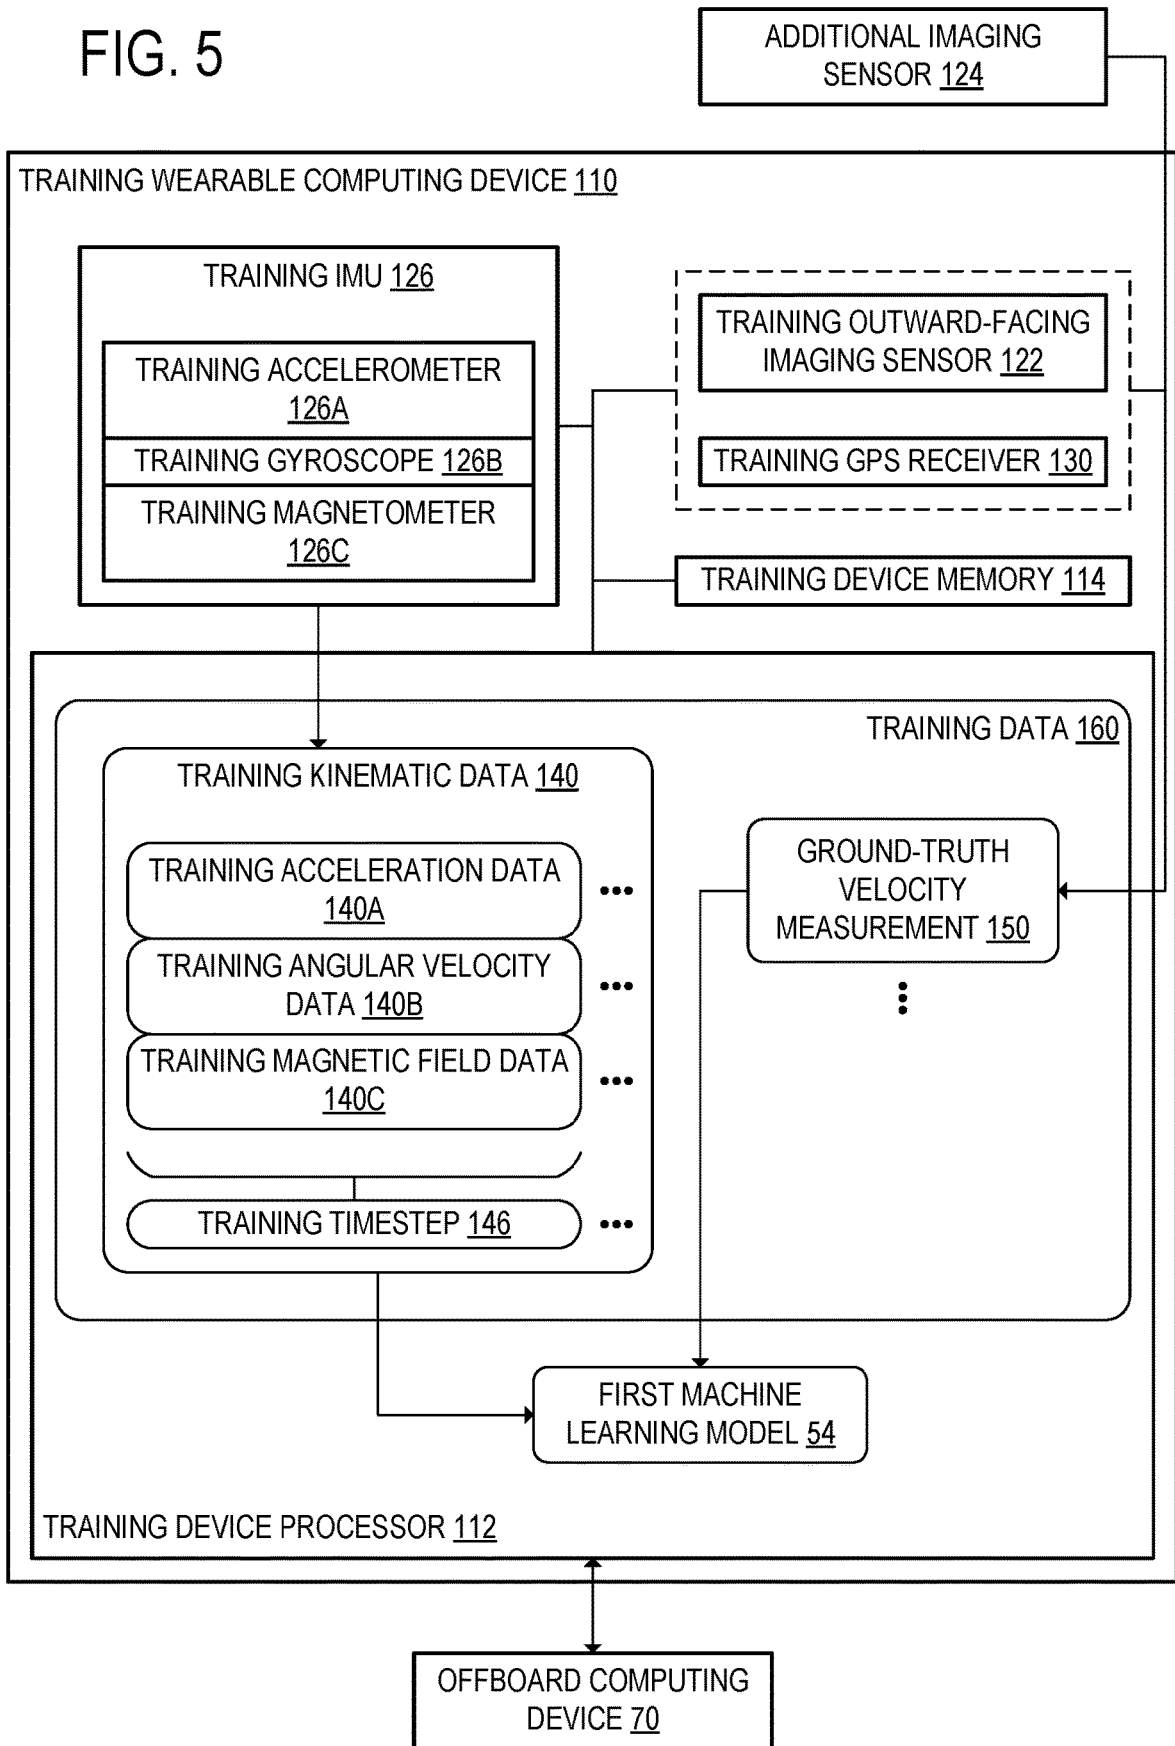 FIG. 5
ADDITIONAL IMAGING
SENSOR 124
TRAINING WEARABLE COMPUTING DEVICE 110
TRAINING IMU 126
TRAINING ACCELEROMETER
126A
TRAINING GYROSCOPE 126B
TRAINING MAGNETOMETER
126C
TRAINING OUTWARD-FACING
IMAGING SENSOR 122
TRAINING GPS RECEIVER 130
TRAINING DEVICE MEMORY 114
TRAINING DATA 160
TRAINING KINEMATIC DATA 140
TRAINING ACCELERATION DATA
140A
TRAINING ANGULAR VELOCITY
DATA 140B
TRAINING MAGNETIC FIELD DATA
140C
TRAINING TIMESTEP 146
GROUND-TRUTH
VELOCITY
MEASUREMENT 150
FIRST MACHINE
LEARNING MODEL 54
TRAINING DEVICE PROCESSOR 112
OFFBOARD COMPUTING
DEVICE 70